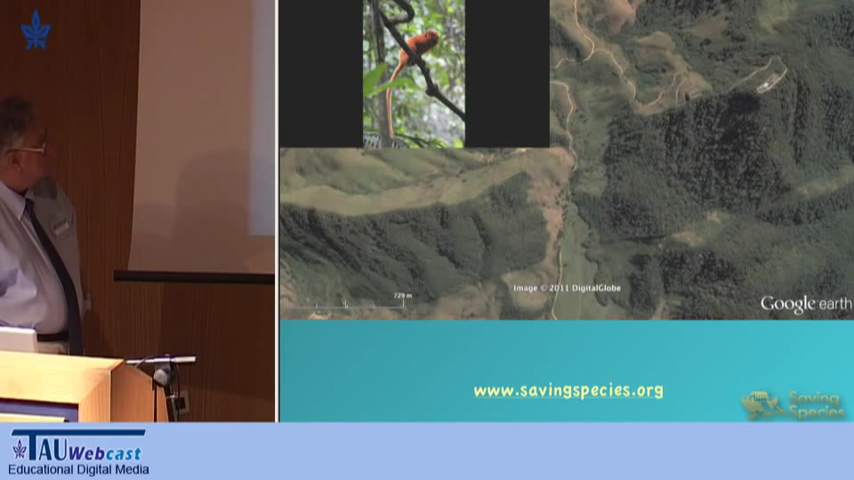 729 m
Image © 2011 DigitalGlobe
Google earth
www.savingspecies.org
Saving
Species
TAU Webcast
Educational Digital Media